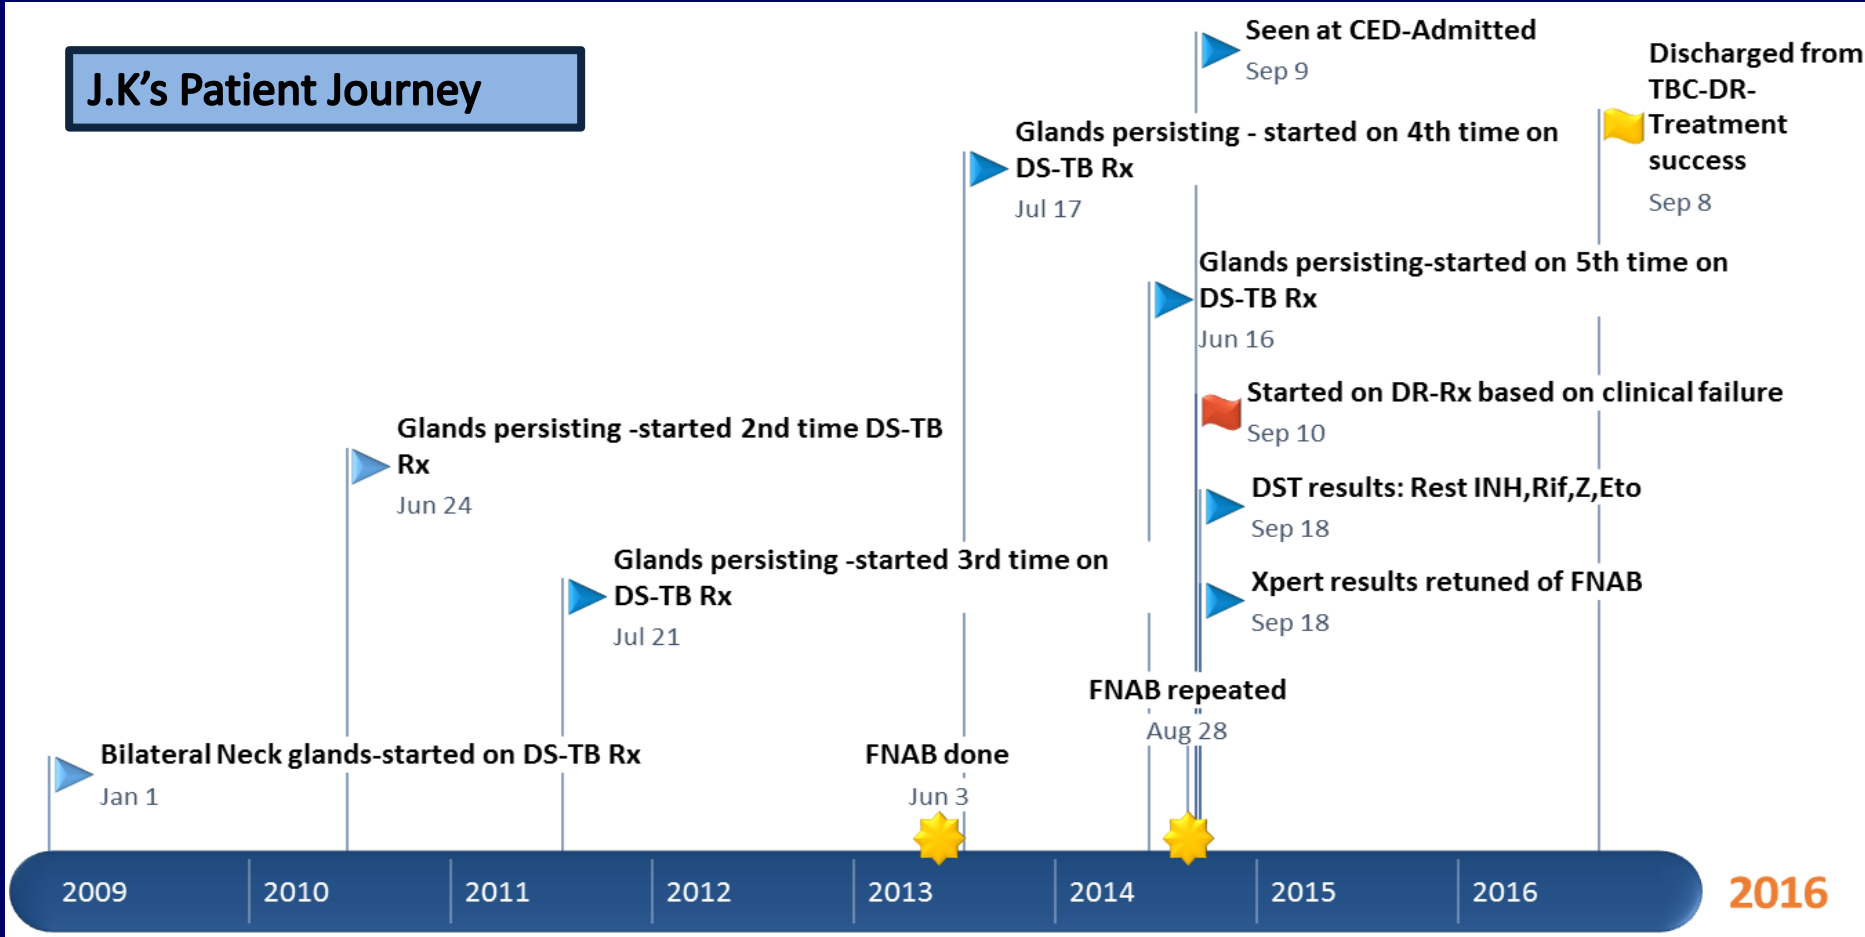 J.K's Patient Journey
Seen at CED-Admitted
Sep 9
Discharged from
TBC-DR-
Treatment
success
Sep 8
Glands persisting - started on 4th time on
DS-TB Rx
Jul 17
Glands persisting-started on 5th time on
DS-TB Rx
Jun 16
Started on DR-Rx based on clinical failure
Sep 10
Glands persisting -started 2nd time DS-TB
Rx
Jun 24
DST results: Rest INH,Rif,Z,Eto
Sep 18
Glands persisting -started 3rd time on
DS-TB Rx
Jul 21
Xpert results retuned of FNAB
Sep 18
FNAB repeated
Aug 28
Bilateral Neck glands-started on DS-TB Rx
Jan 1
FNAB done
Jun 3
2009 2010 2011 2012 2013 2014 2015 2016
2016